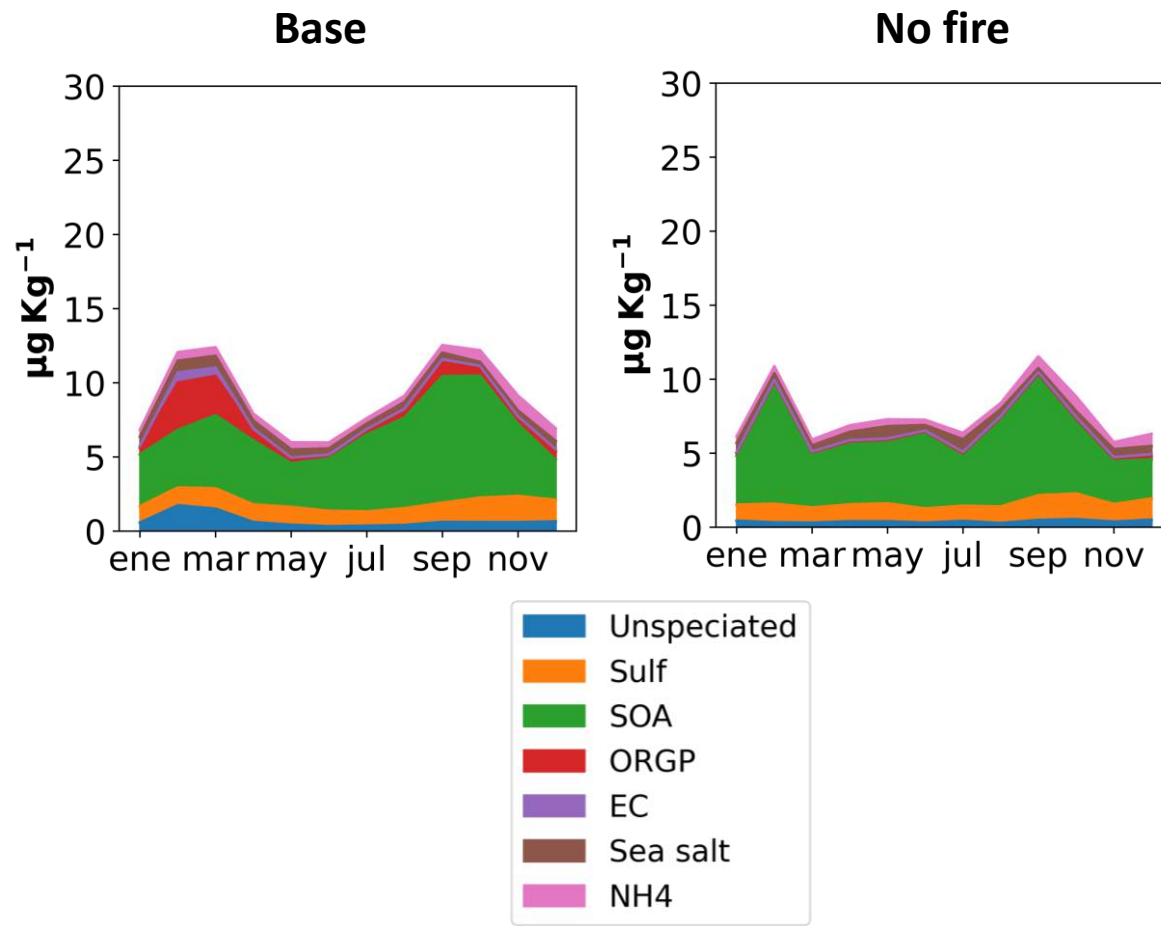 Base
No fire
30
25
20
15
10
5
0
µg Kg⁻¹
ene mar may jul sep nov
30
25
20
15
10
5
0
µg Kg⁻¹
ene mar may jul sep nov
Unspeciated
Sulf
SOA
ORGP
EC
Sea salt
NH4